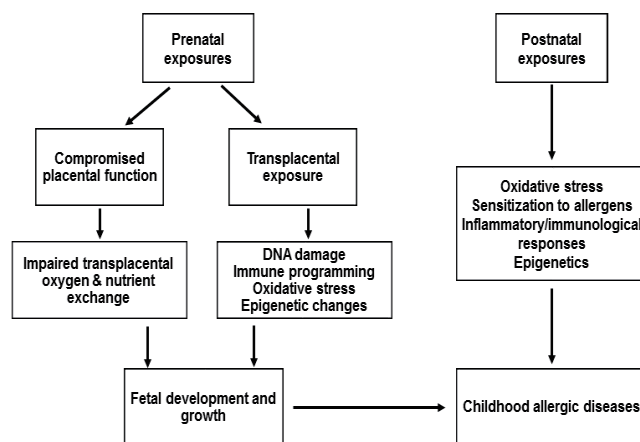 Prenatal
exposures
Postnatal
exposures
Compromised
placental function
Transplacental
exposure
Oxidative stress
Sensitization to allergens
Inflammatory/immunological
responses
Epigenetics
Impaired transplacental
oxygen & nutrient
exchange
DNA damage
Immune programming
Oxidative stress
Epigenetic changes
Fetal development and
growth
Childhood allergic diseases